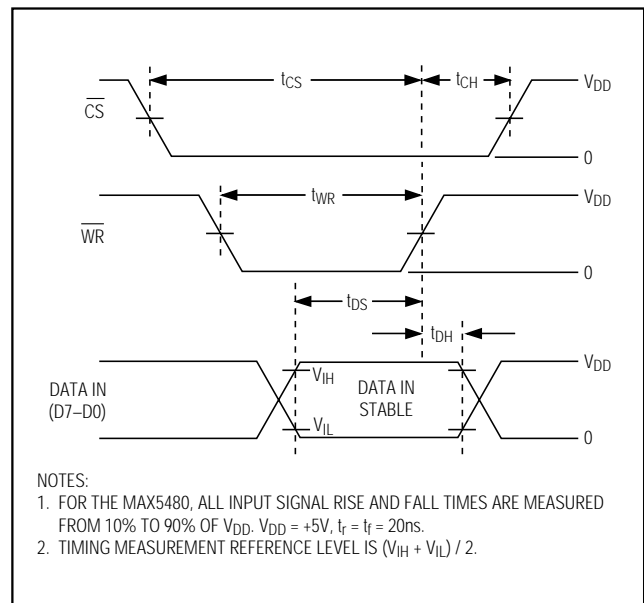 tCS
tCH
VDD
CS
0
tWR
VDD
WR
0
tDS
tDH
VDD
VIH
DATA IN
(D7–D0)
DATA IN
STABLE
VIL
0
NOTES:
1. FOR THE MAX5480, ALL INPUT SIGNAL RISE AND FALL TIMES ARE MEASURED
FROM 10% TO 90% OF VDD. VDD = +5V, tr = tf = 20ns.
2. TIMING MEASUREMENT REFERENCE LEVEL IS (VIH + VIL) / 2.